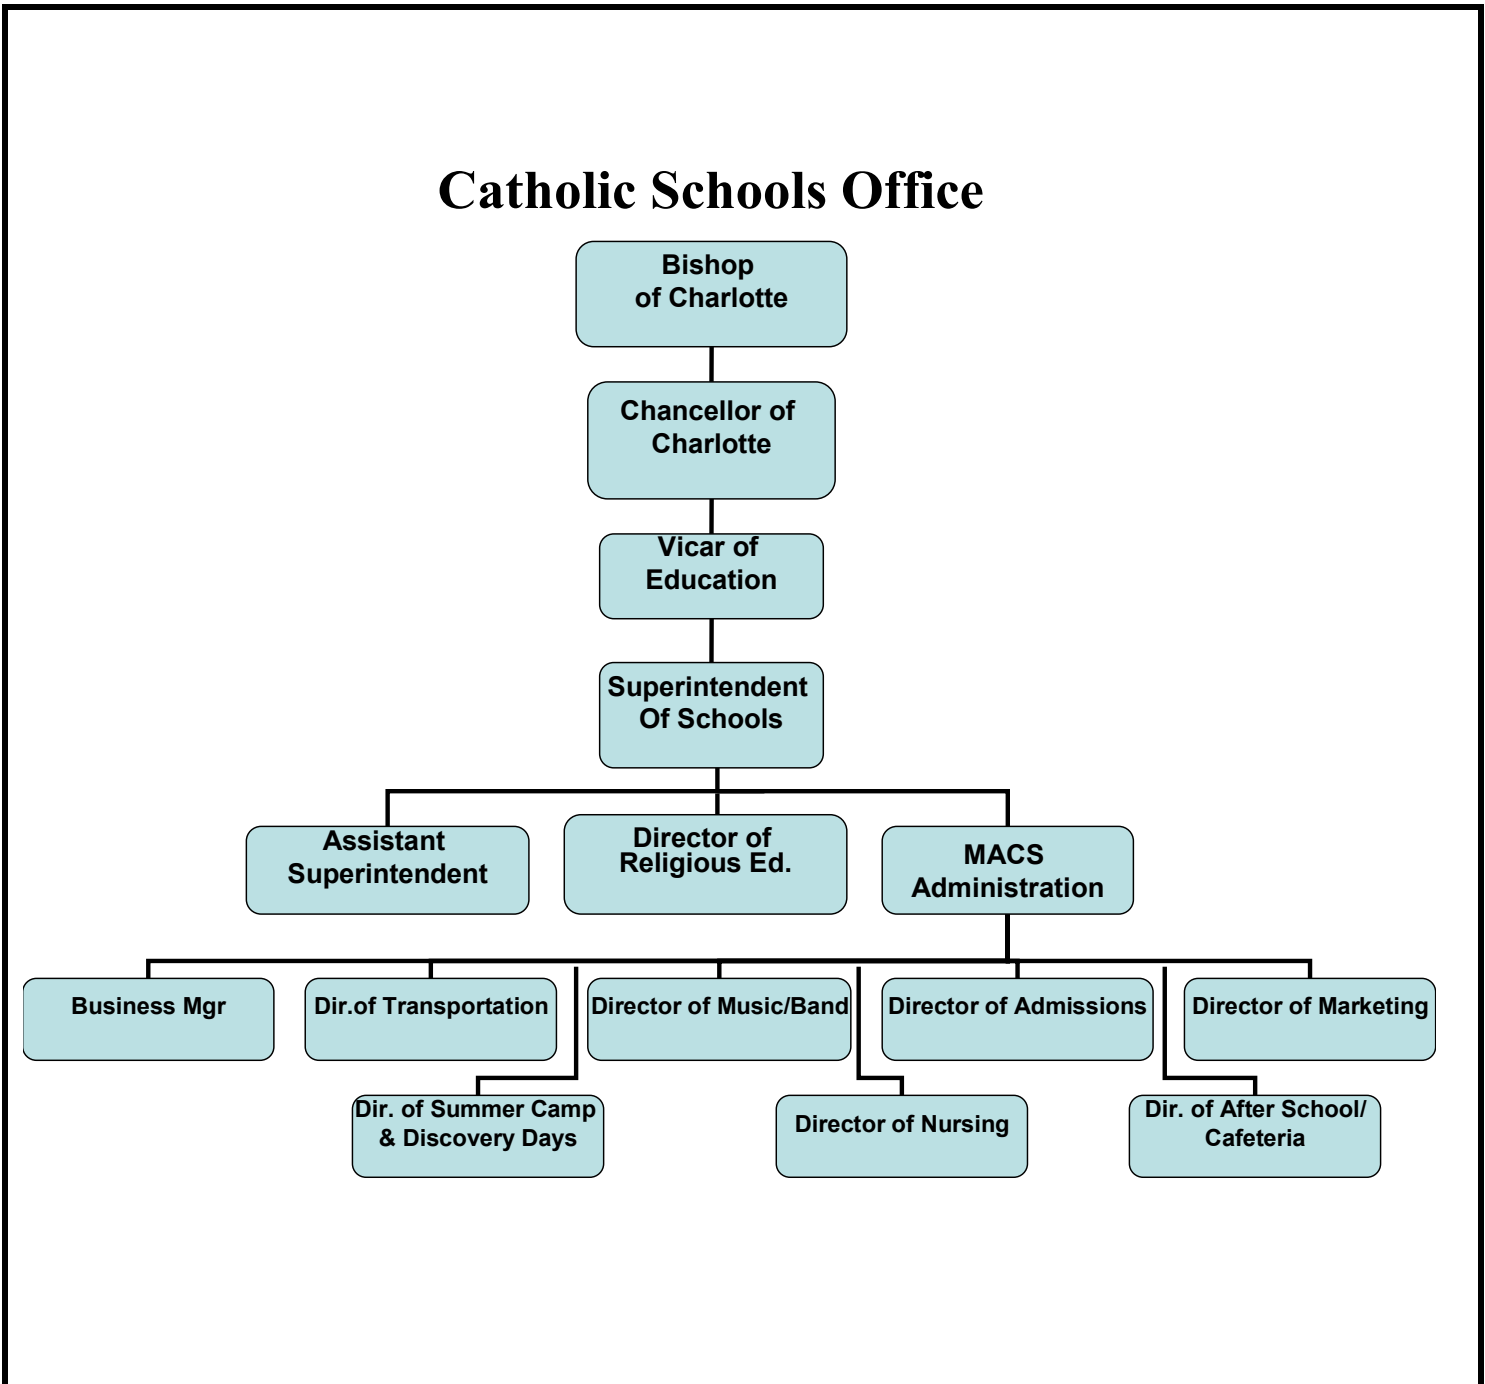 Catholic Schools Office
Bishop
of Charlotte
Chancellor of
Charlotte
Vicar of
Education
Superintendent
Of Schools
Assistant
Superintendent
Director of
Religious Ed.
MACS
Administration
Business Mgr
Dir.of Transportation
Director of Music/Band
Director of Admissions
Director of Marketing
Dir. of Summer Camp
& Discovery Days
Director of Nursing
Dir. of After School/
Cafeteria